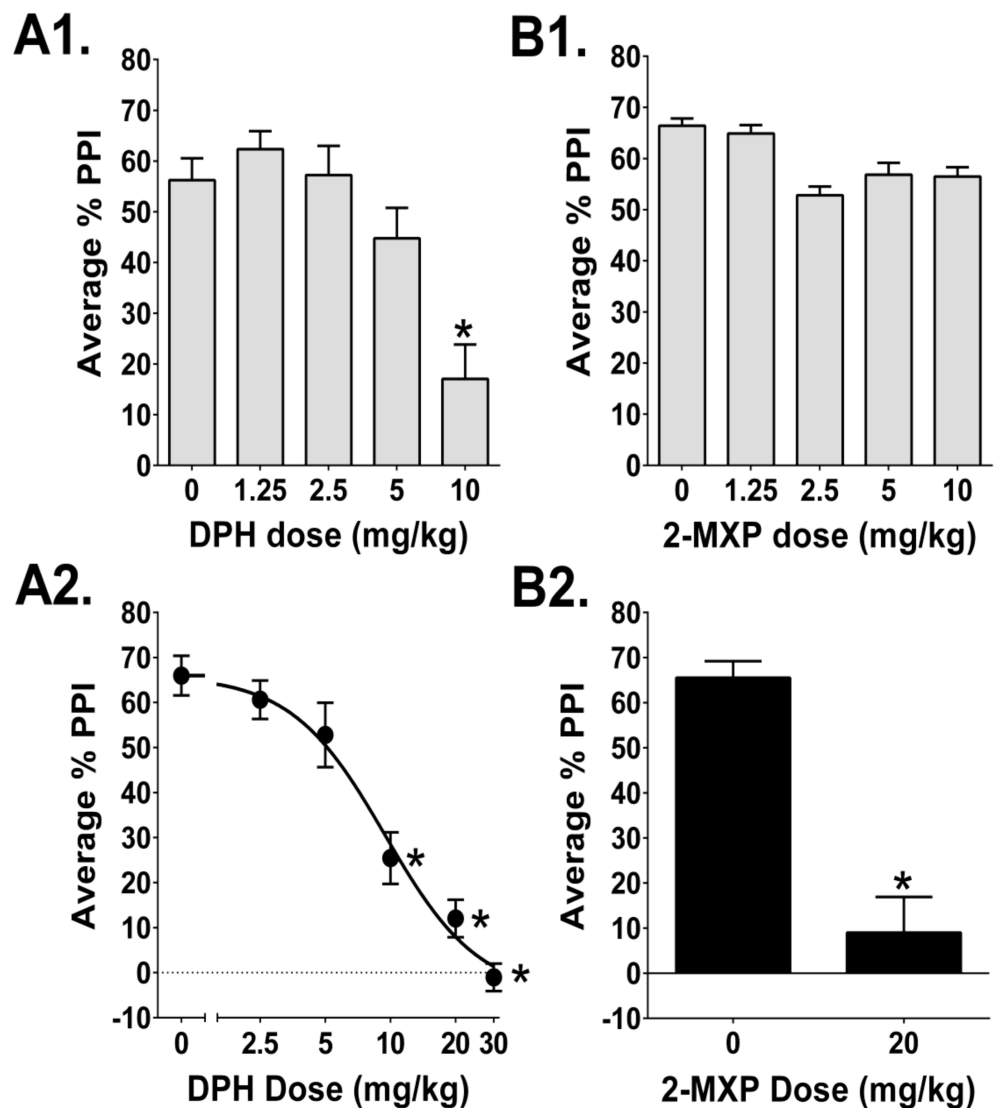 A1.
80
70
60
50
40
30
20
10
0
Average % PPI
*
0 1.25 2.5 5 10
DPH dose (mg/kg)
B1.
80
70
60
50
40
30
20
10
0
Average % PPI
0 1.25 2.5 5 10
2-MXP dose (mg/kg)
A2.
80
70
60
50
40
30
20
10
0
-10
Average % PPI
*
*
*
0 2.5 5 10 20 30
DPH Dose (mg/kg)
B2.
80
70
60
50
40
30
20
10
0
-10
Average % PPI
*
0 20
2-MXP Dose (mg/kg)